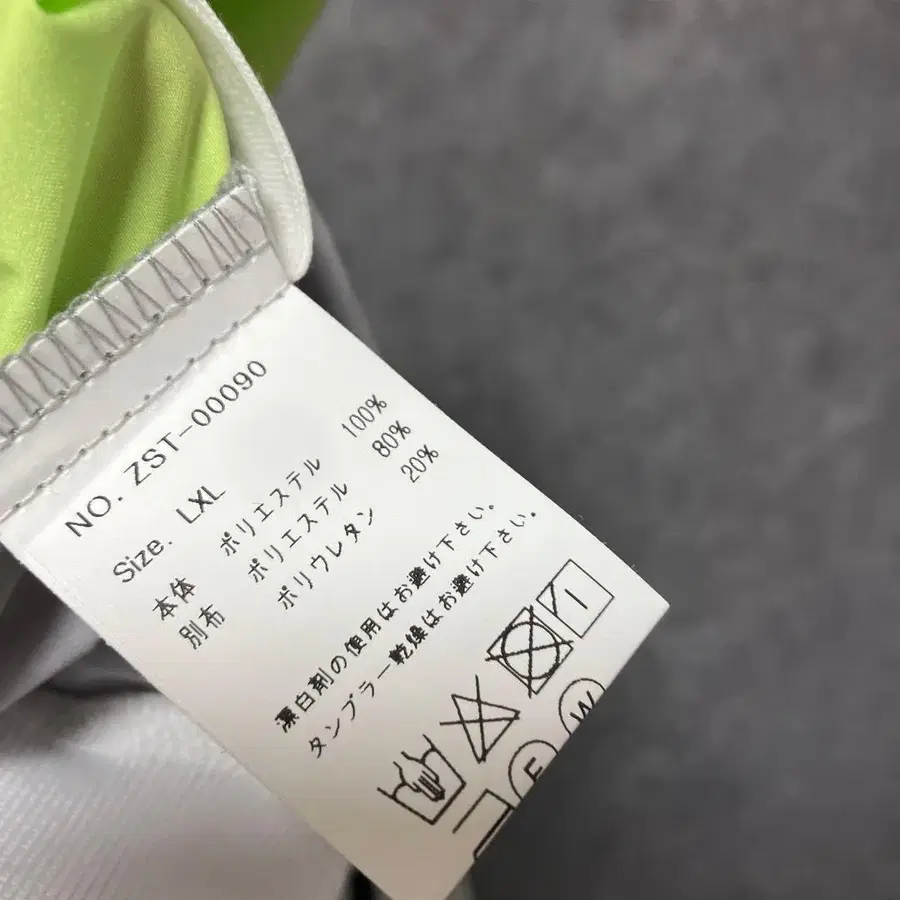 NO. ZST-00090
Size. LXL
本体 ポリエステル 100%
別布 ポリエステル 80%
ポリウレタン 20%
漂白剤の使用はお避け下さい。
タンブラー乾燥はお避け下さい。
F
W